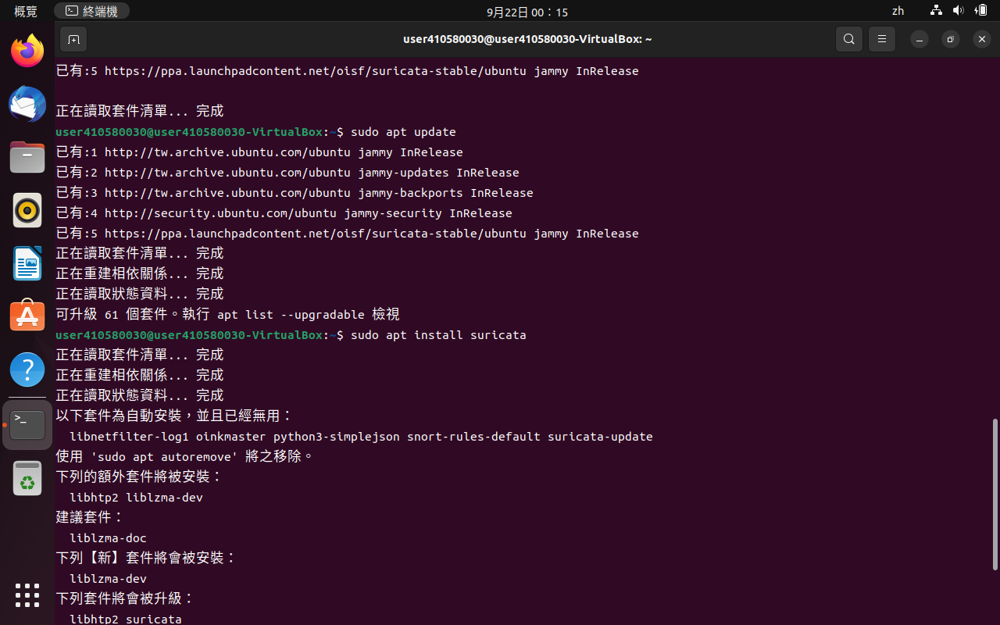 概覽
終端機
9月22日 00：15
zh
user410580030@user410580030-VirtualBox: ~
已有:5 https://ppa.launchpadcontent.net/oisf/suricata-stable/ubuntu jammy InRelease
正在讀取套件清單... 完成
user410580030@user410580030-VirtualBox:~$ sudo apt update
已有:1 http://tw.archive.ubuntu.com/ubuntu jammy InRelease
已有:2 http://tw.archive.ubuntu.com/ubuntu jammy-updates InRelease
已有:3 http://tw.archive.ubuntu.com/ubuntu jammy-backports InRelease
已有:4 http://security.ubuntu.com/ubuntu jammy-security InRelease
已有:5 https://ppa.launchpadcontent.net/oisf/suricata-stable/ubuntu jammy InRelease
正在讀取套件清單... 完成
正在重建相依關係... 完成
正在讀取狀態資料... 完成
可升級 61 個套件。執行 apt list --upgradable 檢視
user410580030@user410580030-VirtualBox:~$ sudo apt install suricata
正在讀取套件清單... 完成
正在重建相依關係... 完成
正在讀取狀態資料... 完成
以下套件為自動安裝，並且已經無用：
  libnetfilter-log1 oinkmaster python3-simplejson snort-rules-default suricata-update
使用 'sudo apt autoremove' 將之移除。
下列的額外套件將被安裝：
  libhtp2 liblzma-dev
建議套件：
  liblzma-doc
下列【新】套件將會被安裝：
  liblzma-dev
下列套件將會被升級：
  libhtp2 suricata